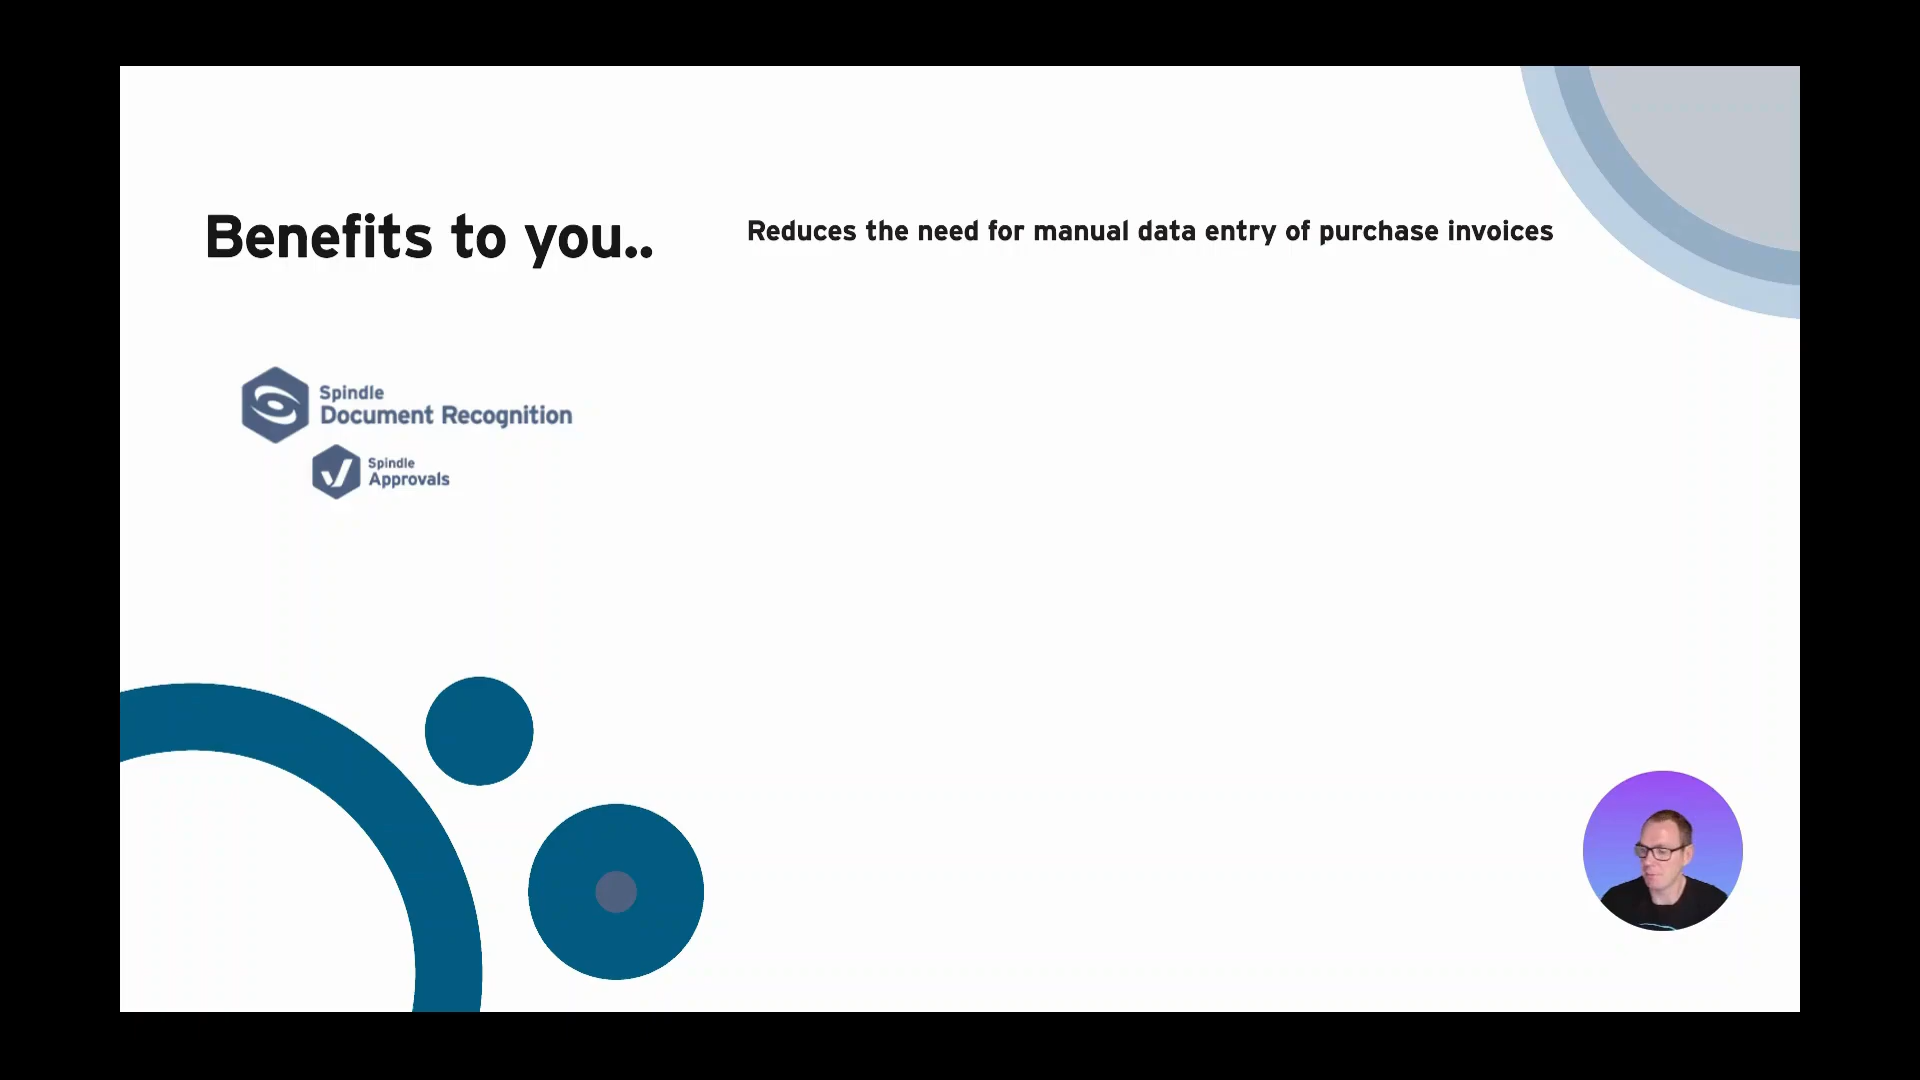 Benefits to you..
Reduces the need for manual data entry of purchase invoices
Spindle
Document Recognition
Spindle
Approvals